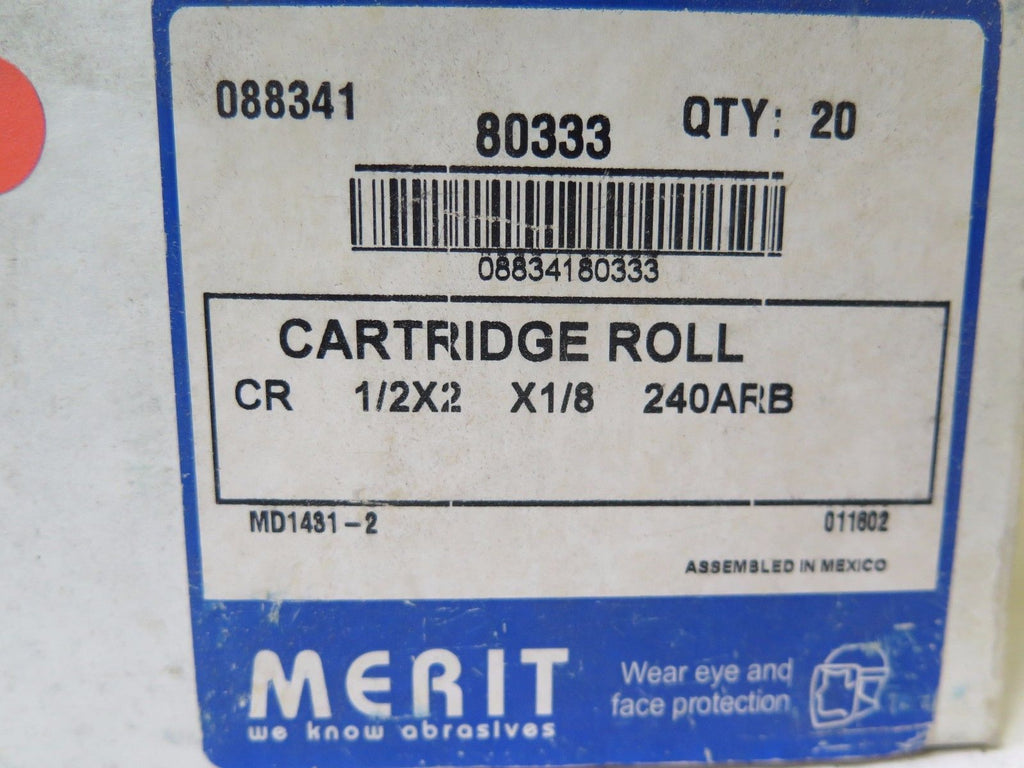 088341
80333
QTY: 20
08834180333
CARTRIDGE ROLL
CR 1/2X2 X1/8 240ARB
MD1431-2
011602
ASSEMBLED IN MEXICO
MERIT
we know abrasives
Wear eye and
face protection